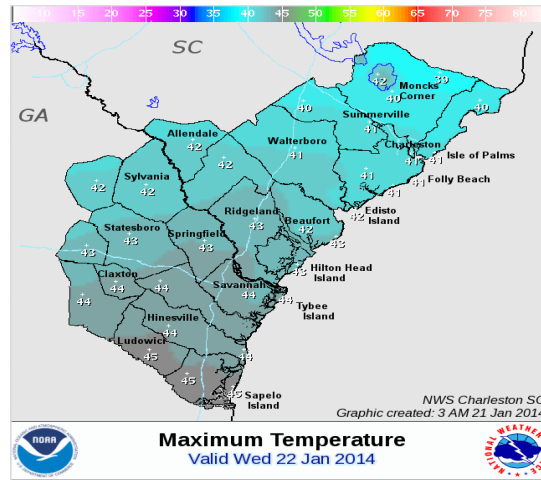 10 15 20 25 30 35 40 45 50 55 60 65 70 75 80
SC
GA
42
39
Moncks
Corner
40
40
40
Summerville
41
Allendale
42
Walterboro
41
Charleston
41
41
Isle of Palms
42
41
41
Folly Beach
41
Sylvania
42
42
Edisto
Island
42
Ridgeland
43
Beaufort
42
Statesboro
43
Springfield
43
43
43
Hilton Head
Island
43
Claxton
44
44
Savannah
44
44
Tybee
Island
44
Hinesville
44
Ludowici
45
44
45
45
Sapelo
Island
NWS Charleston SC
Graphic created: 3 AM 21 Jan 2014
NOAA
Maximum Temperature
Valid Wed 22 Jan 2014
NATIONAL WEATHER